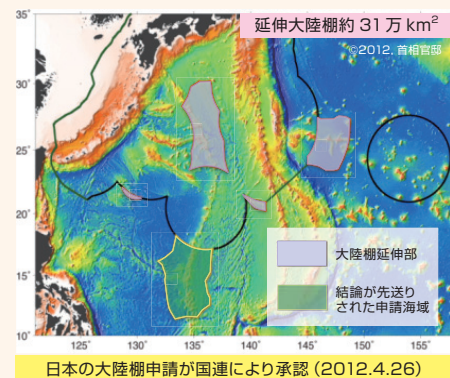 延伸大陸棚約 31 万 km²
©2012, 首相官邸
35°
30°
25°
20°
15°
10°
125°
130°
135°
140°
145°
150°
155°
大陸棚延伸部
結論が先送り
された申請海域
日本の大陸棚申請が国連により承認 (2012.4.26)